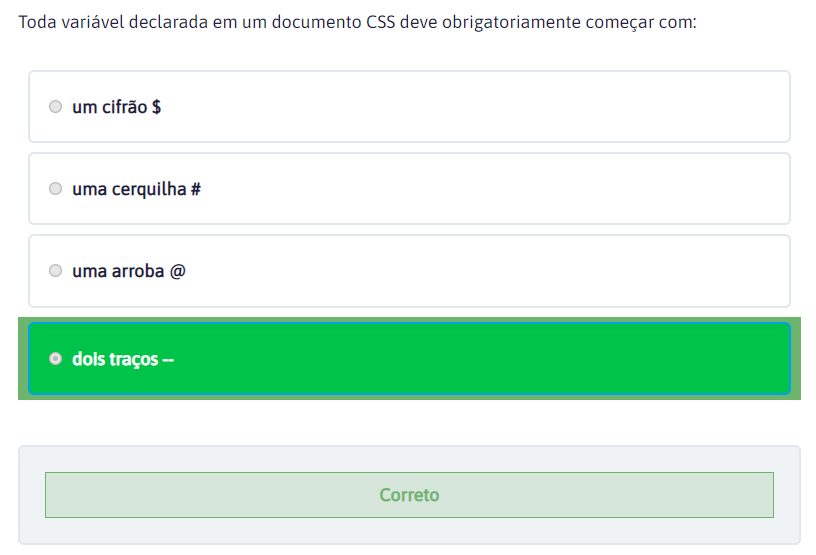 Toda variável declarada em um documento CSS deve obrigatoriamente começar com:
um cifrão $
uma cerquilha #
uma arroba @
dois traços --
Correto